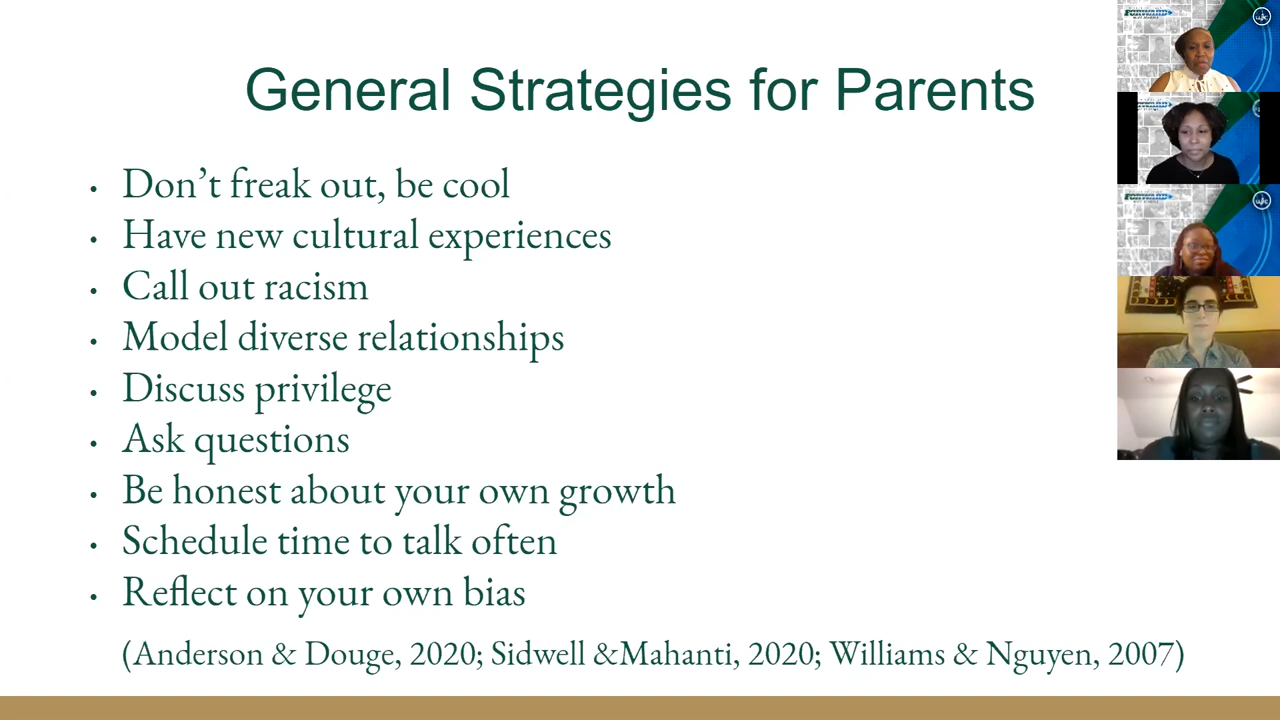 General Strategies for Parents
• Don’t freak out, be cool
• Have new cultural experiences
• Call out racism
• Model diverse relationships
• Discuss privilege
• Ask questions
• Be honest about your own growth
• Schedule time to talk often
• Reflect on your own bias
(Anderson & Douge, 2020; Sidwell &Mahanti, 2020; Williams & Nguyen, 2007)
FORWARD
FORWARD